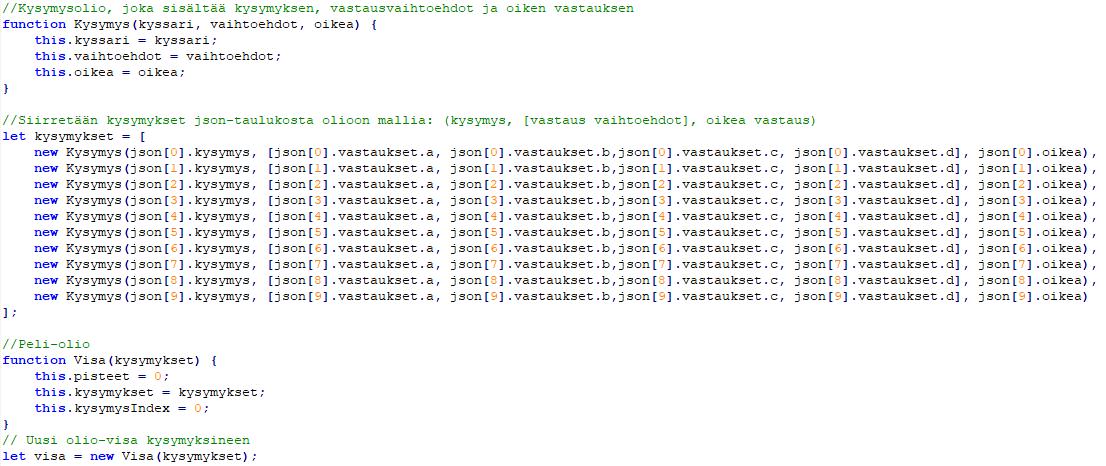 //Kysymysolio, joka sisältää kysymyksen, vastausvaihtoehdot ja oiken vastauksen
function Kysymys(kyssari, vaihtoehdot, oikea) {
    this.kyssari = kyssari;
    this.vaihtoehdot = vaihtoehdot;
    this.oikea = oikea;
}

//Siirretään kysymykset json-taulukosta olioon mallia: (kysymys, [vastaus vaihtoehdot], oikea vastaus)
let kysymykset = [
    new Kysymys(json[0].kysymys, [json[0].vastaukset.a, json[0].vastaukset.b,json[0].vastaukset.c, json[0].vastaukset.d], json[0].oikea),
    new Kysymys(json[1].kysymys, [json[1].vastaukset.a, json[1].vastaukset.b,json[1].vastaukset.c, json[1].vastaukset.d], json[1].oikea),
    new Kysymys(json[2].kysymys, [json[2].vastaukset.a, json[2].vastaukset.b,json[2].vastaukset.c, json[2].vastaukset.d], json[2].oikea),
    new Kysymys(json[3].kysymys, [json[3].vastaukset.a, json[3].vastaukset.b,json[3].vastaukset.c, json[3].vastaukset.d], json[3].oikea),
    new Kysymys(json[4].kysymys, [json[4].vastaukset.a, json[4].vastaukset.b,json[4].vastaukset.c, json[4].vastaukset.d], json[4].oikea),
    new Kysymys(json[5].kysymys, [json[5].vastaukset.a, json[5].vastaukset.b,json[5].vastaukset.c, json[5].vastaukset.d], json[5].oikea),
    new Kysymys(json[6].kysymys, [json[6].vastaukset.a, json[6].vastaukset.b,json[6].vastaukset.c, json[6].vastaukset.d], json[6].oikea),
    new Kysymys(json[7].kysymys, [json[7].vastaukset.a, json[7].vastaukset.b,json[7].vastaukset.c, json[7].vastaukset.d], json[7].oikea),
    new Kysymys(json[8].kysymys, [json[8].vastaukset.a, json[8].vastaukset.b,json[8].vastaukset.c, json[8].vastaukset.d], json[8].oikea),
    new Kysymys(json[9].kysymys, [json[9].vastaukset.a, json[9].vastaukset.b,json[9].vastaukset.c, json[9].vastaukset.d], json[9].oikea)
];

//Peli-olio
function Visa(kysymykset) {
    this.pisteet = 0;
    this.kysymykset = kysymykset;
    this.kysymysIndex = 0;
}
// Uusi olio-visa kysymyksineen
let visa = new Visa(kysymykset);